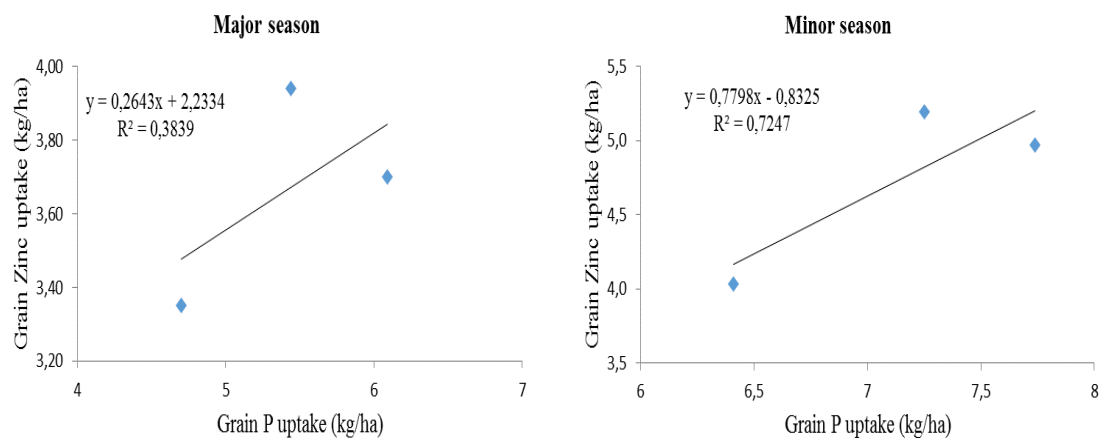 Major season
Grain Zinc uptake (kg/ha)
4,00
3,80
3,60
3,40
3,20
y = 0,2643x + 2,2334
R² = 0,3839
4 5 6 7
Grain P uptake (kg/ha)
Minor season
Grain Zinc uptake (kg/ha)
5,5
5,0
4,5
4,0
3,5
y = 0,7798x - 0,8325
R² = 0,7247
6 6,5 7 7,5 8
Grain P uptake (kg/ha)